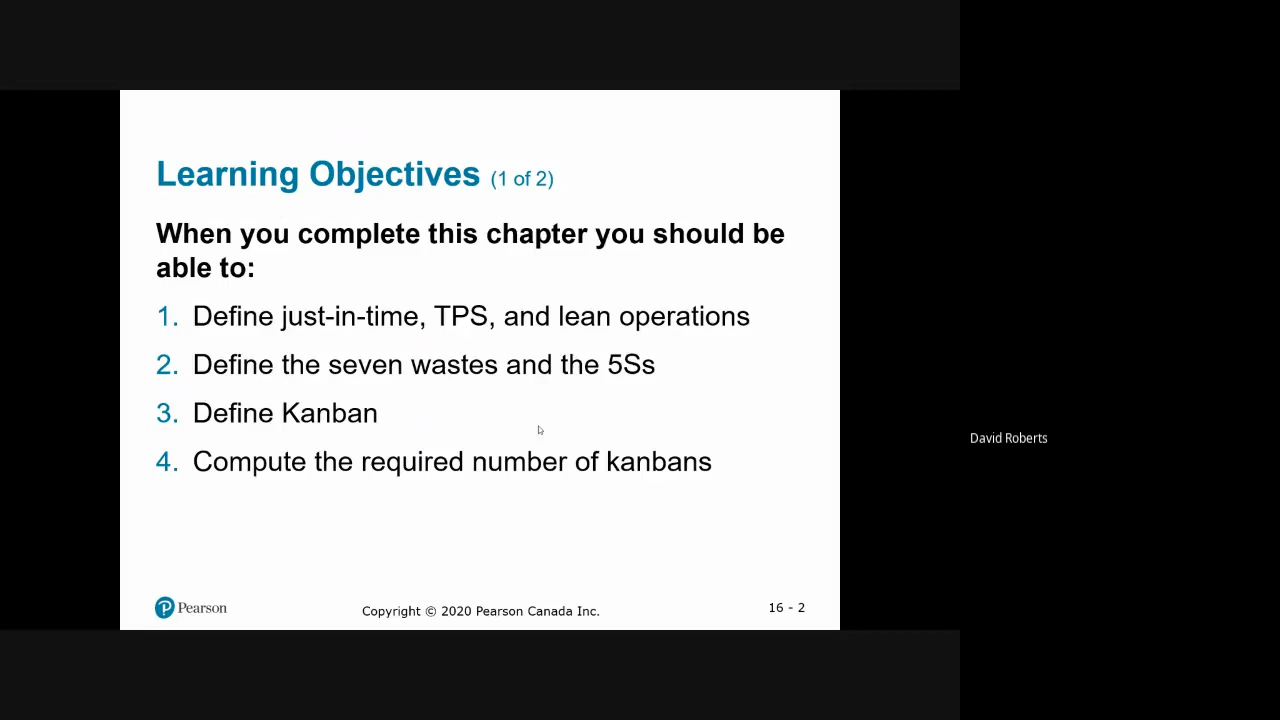 Learning Objectives (1 of 2)
When you complete this chapter you should be
able to:
1. Define just-in-time, TPS, and lean operations
2. Define the seven wastes and the 5Ss
3. Define Kanban
4. Compute the required number of kanbans
Pearson
Copyright © 2020 Pearson Canada Inc.
16 - 2
David Roberts